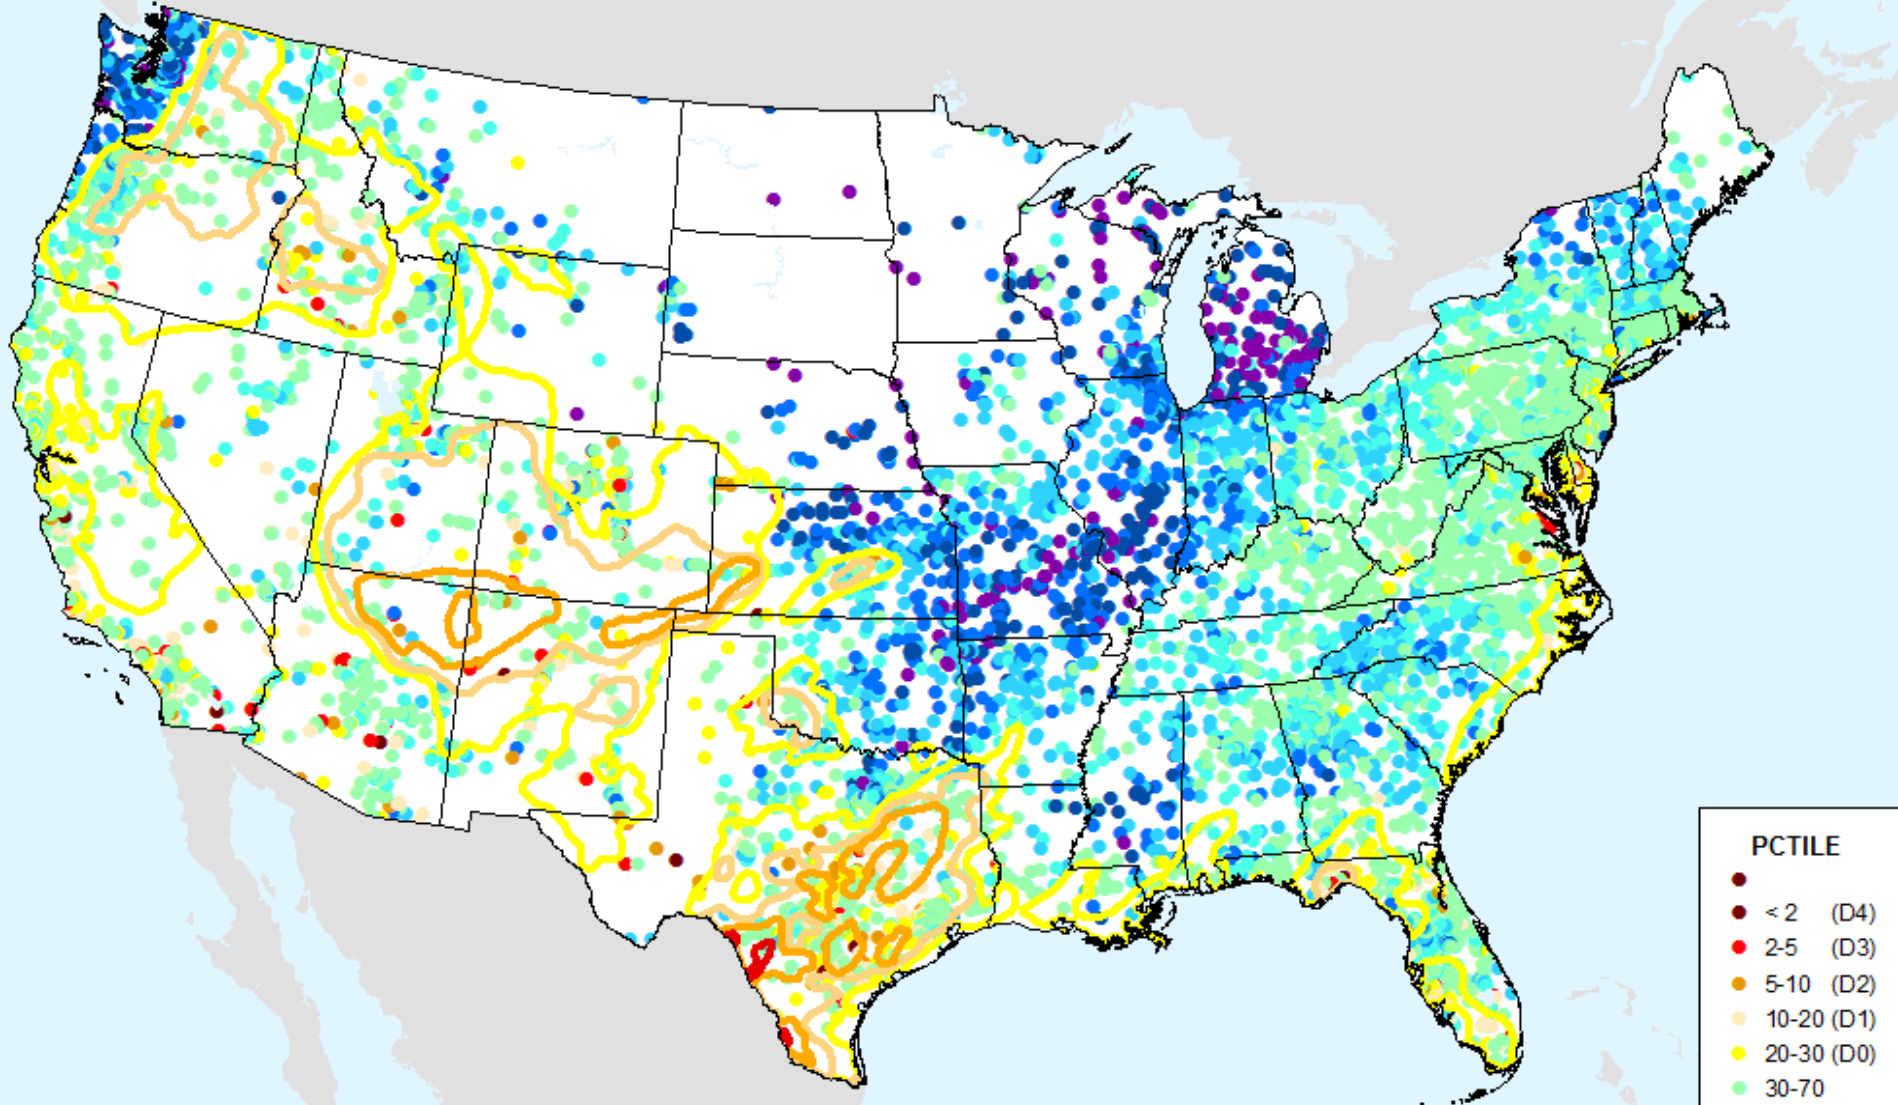 PCTILE
< 2 (D4)
2-5 (D3)
5-10 (D2)
10-20 (D1)
20-30 (D0)
30-70